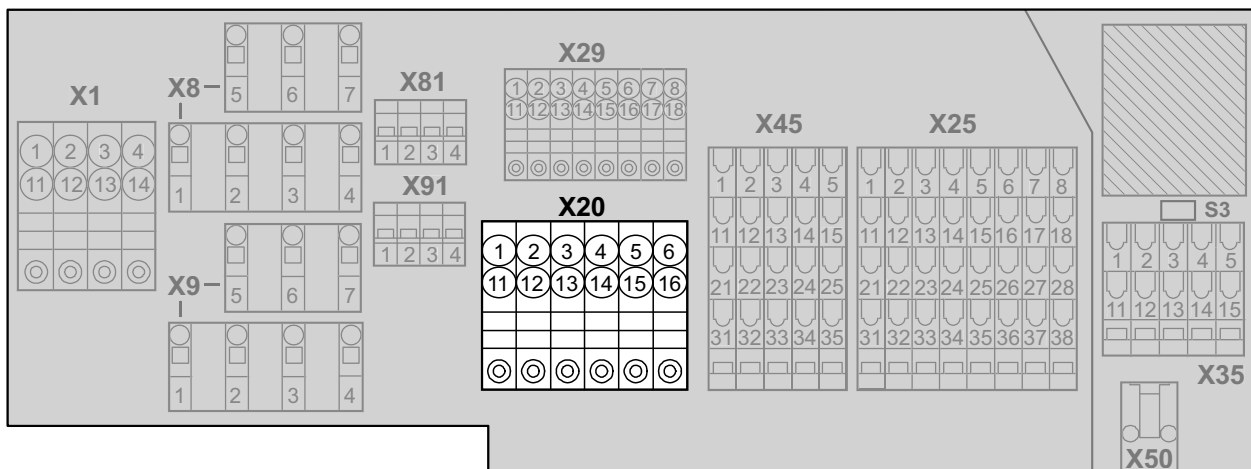 X1
1 2 3 4
11 12 13 14
X8
5 6 7
1 2 3 4
X9
5 6 7
1 2 3 4
X81
1 2 3 4
X91
1 2 3 4
X29
1 2 3 4 5 6 7 8
11 12 13 14 15 16 17 18
X20
1 2 3 4 5 6
11 12 13 14 15 16
X45
1 2 3 4 5
11 12 13 14 15
21 22 23 24 25
31 32 33 34 35
X25
1 2 3 4 5 6 7 8
11 12 13 14 15 16 17 18
21 22 23 24 25 26 27 28
31 32 33 34 35 36 37 38
S3
1 2 3 4 5
11 12 13 14 15
X35
X50